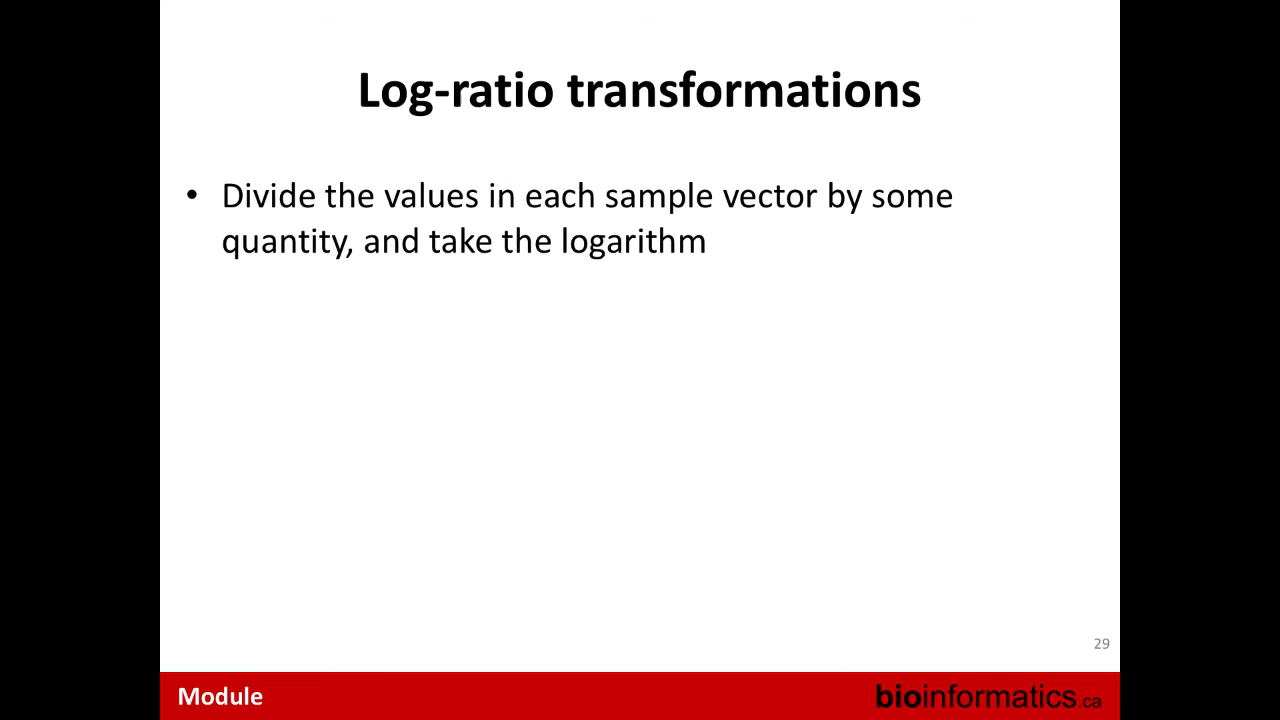 Log-ratio transformations
• Divide the values in each sample vector by some
quantity, and take the logarithm
29
Module
bioinformatics.ca